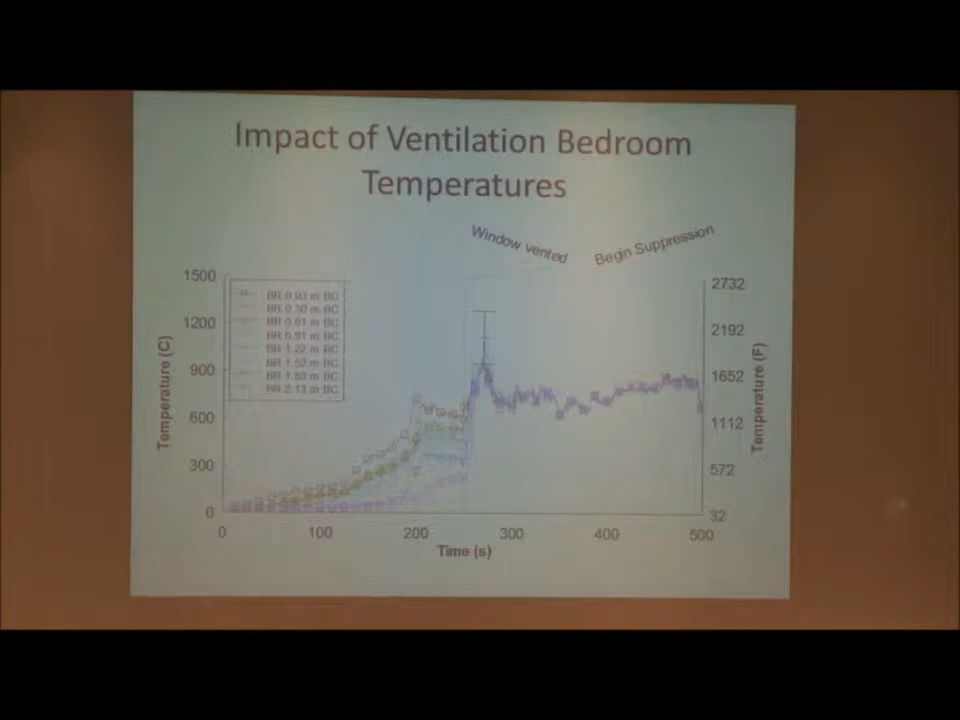 Impact of Ventilation Bedroom
Temperatures
Window vented
Begin Suppression
1500
1200
900
600
300
0
Temperature (C)
BR 0.03 m BC
BR 0.30 m BC
BR 0.61 m BC
BR 0.91 m BC
BR 1.22 m BC
BR 1.52 m BC
BR 1.83 m BC
BR 2.13 m BC
2732
2192
1652
1112
572
32
Temperature (F)
0 100 200 300 400 500
Time (s)